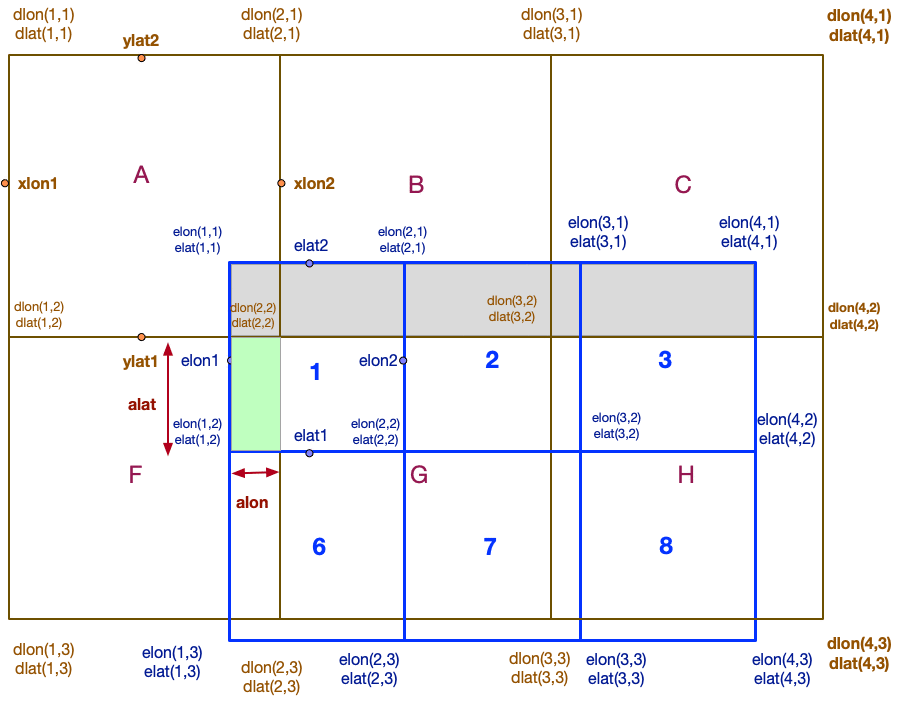 dlon(1,1)
dlat(1,1)
dlon(2,1)
dlat(2,1)
dlon(3,1)
dlat(3,1)
dlon(4,1)
dlat(4,1)
ylat2
A
B
C
xlon1
xlon2
elon(1,1)
elat(1,1)
elat2
elon(2,1)
elat(2,1)
elon(3,1)
elat(3,1)
elon(4,1)
elat(4,1)
dlon(1,2)
dlat(1,2)
dlon(2,2)
dlat(2,2)
dlon(3,2)
dlat(3,2)
dlon(4,2)
dlat(4,2)
ylat1
elon1
1
elon2
2
3
alat
elon(1,2)
elat(1,2)
elat1
elon(2,2)
elat(2,2)
elon(3,2)
elat(3,2)
elon(4,2)
elat(4,2)
F
G
H
alon
6
7
8
dlon(1,3)
dlat(1,3)
elon(1,3)
elat(1,3)
dlon(2,3)
dlat(2,3)
elon(2,3)
elat(2,3)
dlon(3,3)
dlat(3,3)
elon(3,3)
elat(3,3)
elon(4,3)
elat(4,3)
dlon(4,3)
dlat(4,3)